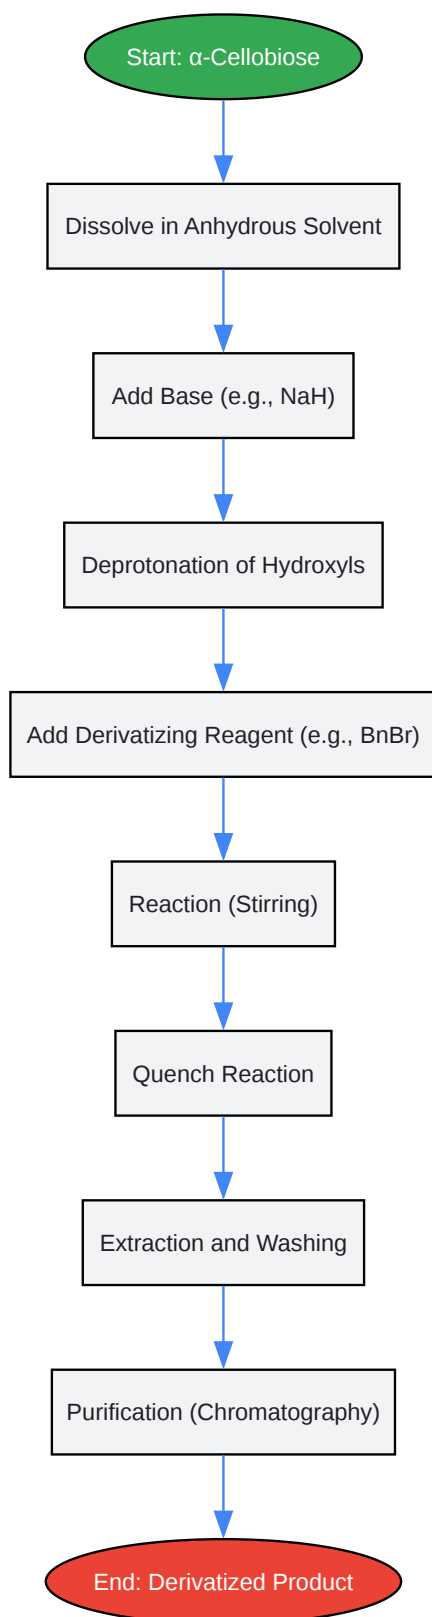 Start: α-Cellobiose
Dissolve in Anhydrous Solvent
Add Base (e.g., NaH)
Deprotonation of Hydroxyls
Add Derivatizing Reagent (e.g., BnBr)
Reaction (Stirring)
Quench Reaction
Extraction and Washing
Purification (Chromatography)
End: Derivatized Product